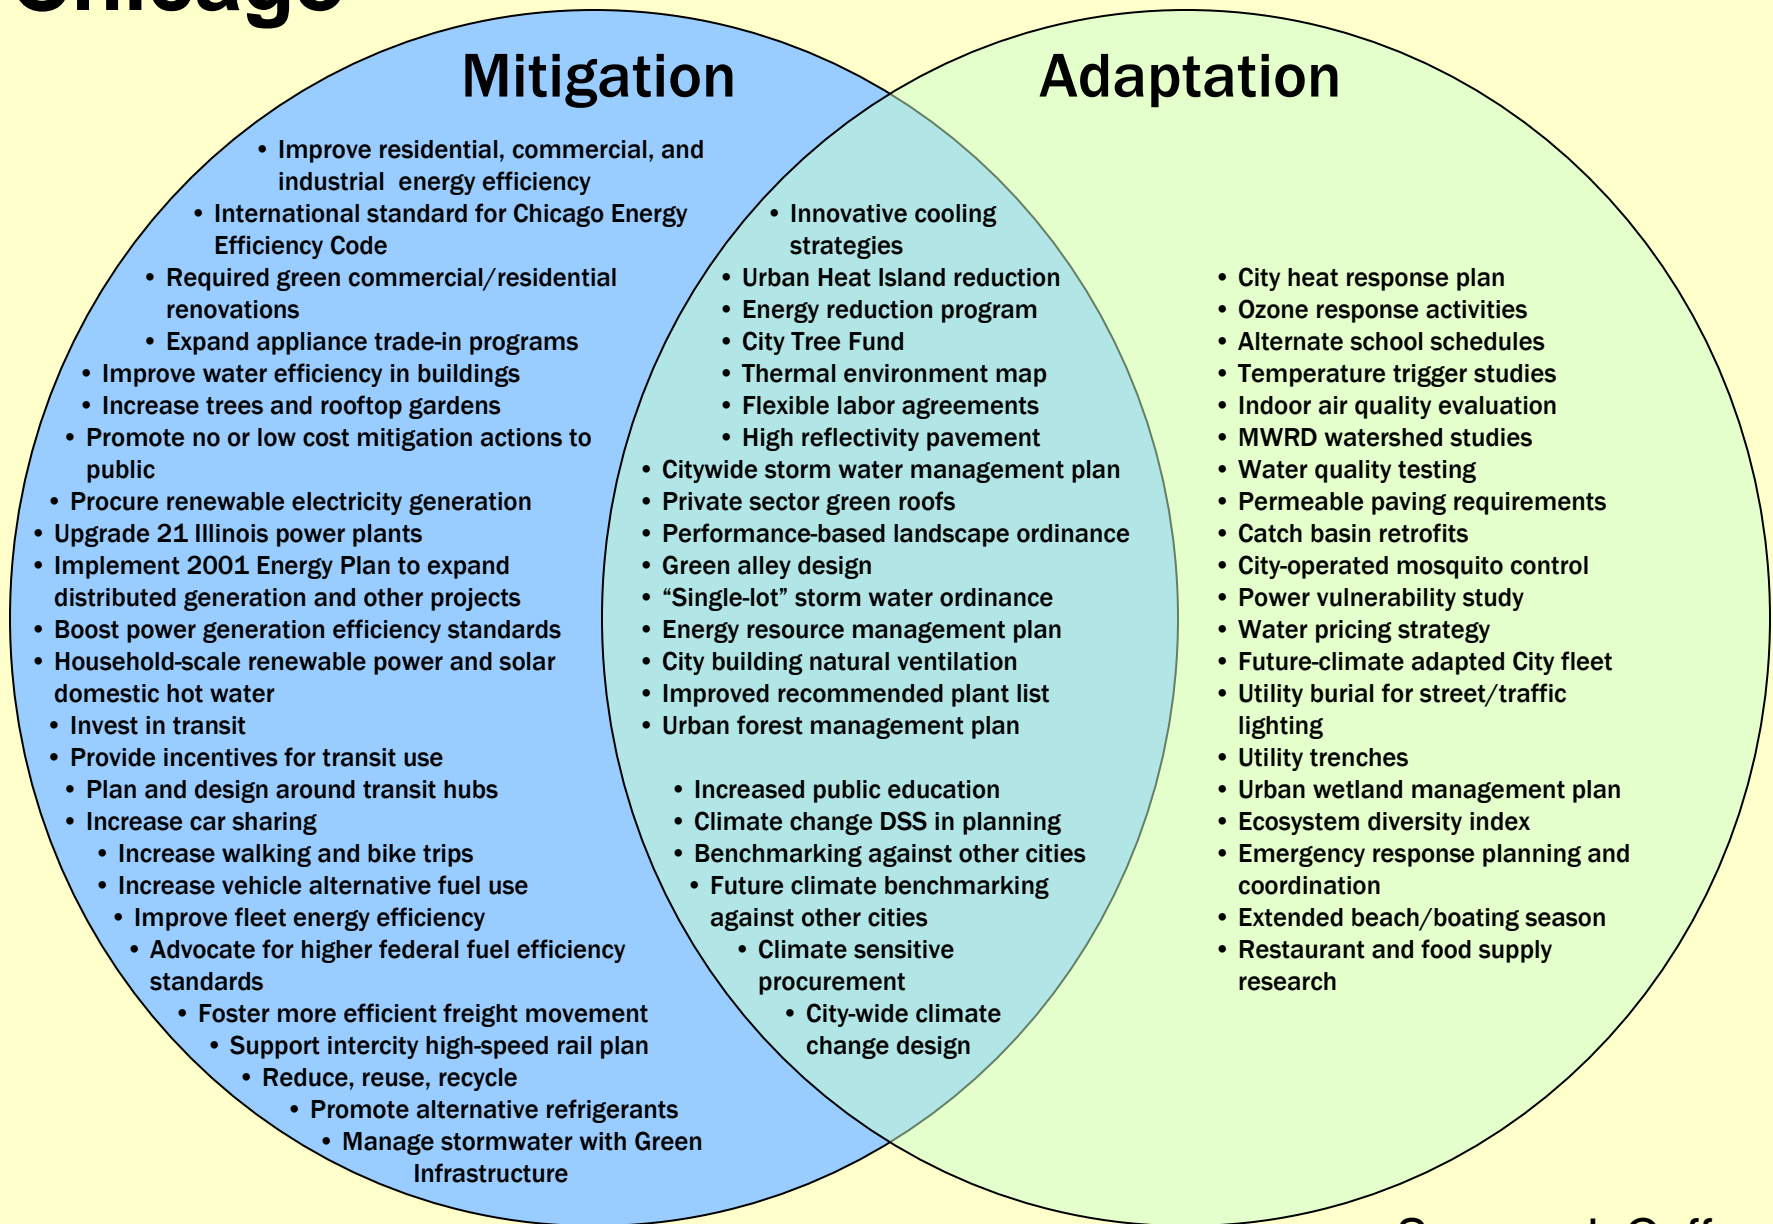 Chicago
Mitigation
• Improve residential, commercial, and
industrial energy efficiency
• International standard for Chicago Energy
Efficiency Code
• Required green commercial/residential
renovations
• Expand appliance trade-in programs
• Improve water efficiency in buildings
• Increase trees and rooftop gardens
• Promote no or low cost mitigation actions to
public
• Procure renewable electricity generation
• Upgrade 21 Illinois power plants
• Implement 2001 Energy Plan to expand
distributed generation and other projects
• Boost power generation efficiency standards
• Household-scale renewable power and solar
domestic hot water
• Invest in transit
• Provide incentives for transit use
• Plan and design around transit hubs
• Increase car sharing
• Increase walking and bike trips
• Increase vehicle alternative fuel use
• Improve fleet energy efficiency
• Advocate for higher federal fuel efficiency
standards
• Foster more efficient freight movement
• Support intercity high-speed rail plan
• Reduce, reuse, recycle
• Promote alternative refrigerants
• Manage stormwater with Green
Infrastructure
• Innovative cooling
strategies
• Urban Heat Island reduction
• Energy reduction program
• City Tree Fund
• Thermal environment map
• Flexible labor agreements
• High reflectivity pavement
• Citywide storm water management plan
• Private sector green roofs
• Performance-based landscape ordinance
• Green alley design
• “Single-lot” storm water ordinance
• Energy resource management plan
• City building natural ventilation
• Improved recommended plant list
• Urban forest management plan
• Increased public education
• Climate change DSS in planning
• Benchmarking against other cities
• Future climate benchmarking
against other cities
• Climate sensitive
procurement
• City-wide climate
change design
Adaptation
• City heat response plan
• Ozone response activities
• Alternate school schedules
• Temperature trigger studies
• Indoor air quality evaluation
• MWRD watershed studies
• Water quality testing
• Permeable paving requirements
• Catch basin retrofits
• City-operated mosquito control
• Power vulnerability study
• Water pricing strategy
• Future-climate adapted City fleet
• Utility burial for street/traffic
lighting
• Utility trenches
• Urban wetland management plan
• Ecosystem diversity index
• Emergency response planning and
coordination
• Extended beach/boating season
• Restaurant and food supply
research